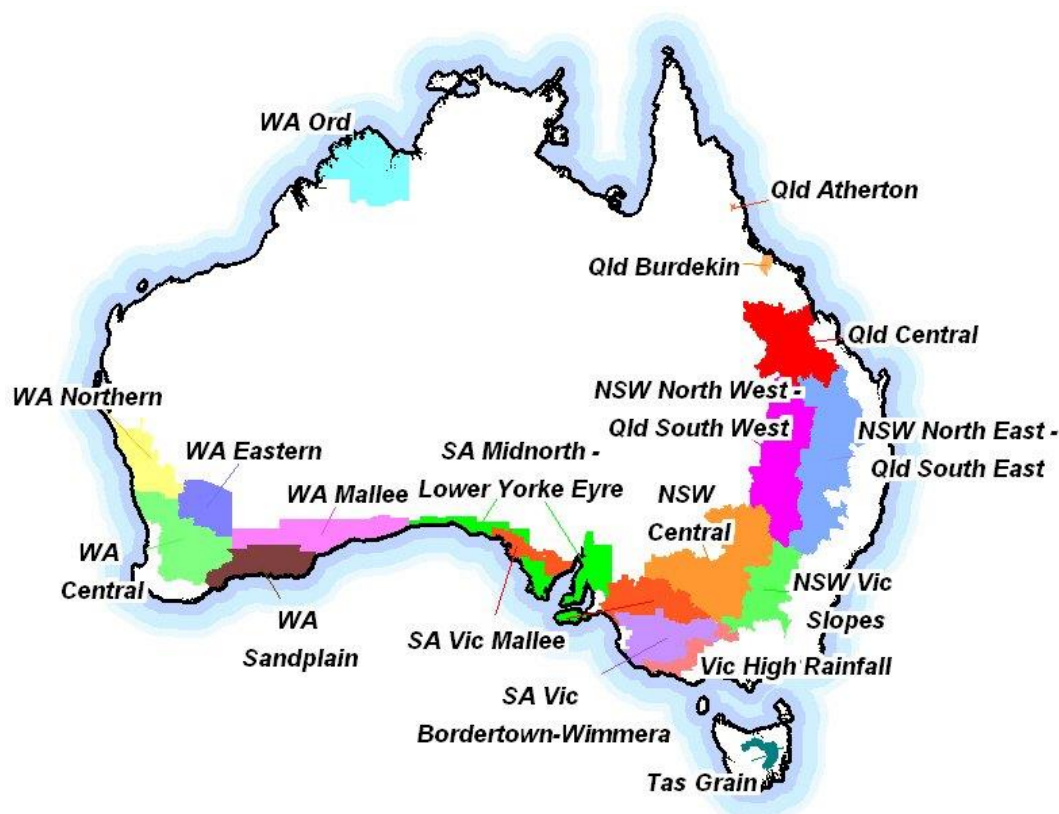 WA Ord
Qld Atherton
Qld Burdekin
Qld Central
NSW North West -
Qld South West
NSW North East -
Qld South East
WA Northern
WA Eastern
SA Midnorth -
Lower Yorke Eyre
WA Mallee
NSW
Central
WA
Central
NSW Vic
Slopes
WA
Sandplain
SA Vic Mallee
Vic High Rainfall
SA Vic
Bordertown-Wimmera
Tas Grain